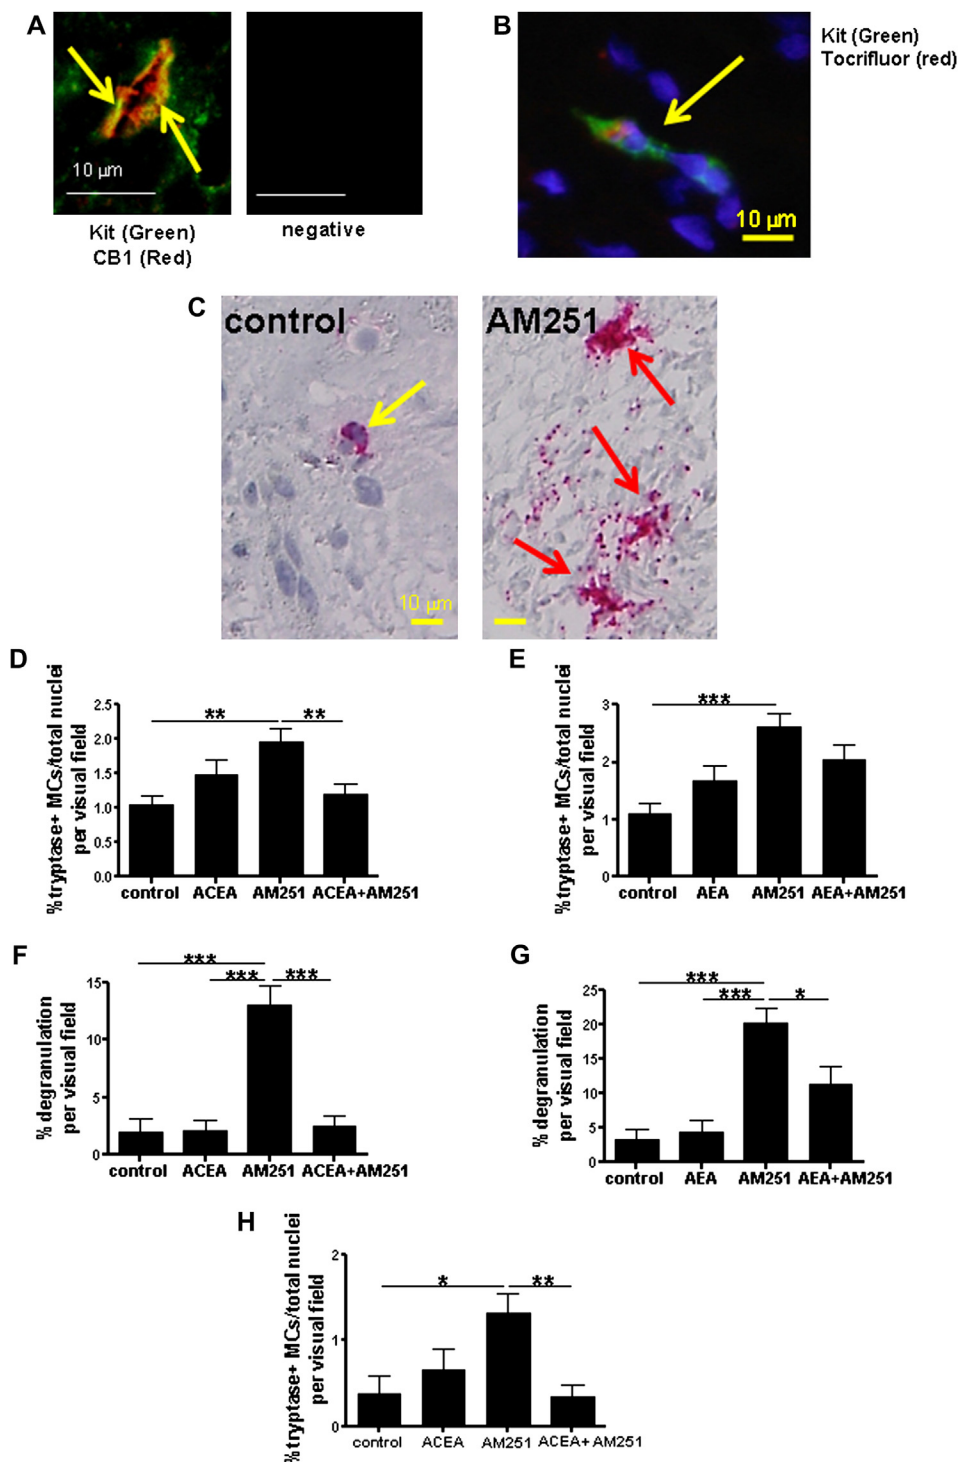 A
10 µm
Kit (Green)
CB1 (Red)
negative
B
10 µm
Kit (Green)
Tocrifluor (red)
C
control
10 µm
AM251
D
%tryptase+ MCs/total nuclei
per visual field
2.5
2.0
1.5
1.0
0.5
0.0
** **
control ACEA AM251 ACEA+AM251
E
%tryptase+ MCs/total nuclei
per visual field
3
2
1
0
***
control AEA AM251 AEA+AM251
F
% degranulation
per visual field
15
10
5
0
***
*** ***
control ACEA AM251 ACEA+AM251
G
% degranulation
per visual field
25
20
15
10
5
0
***
*** *
control AEA AM251 AEA+AM251
H
%tryptase+ MCs/total nuclei
per visual field
2
1
0
* **
control ACEA AM251 ACEA+ AM251